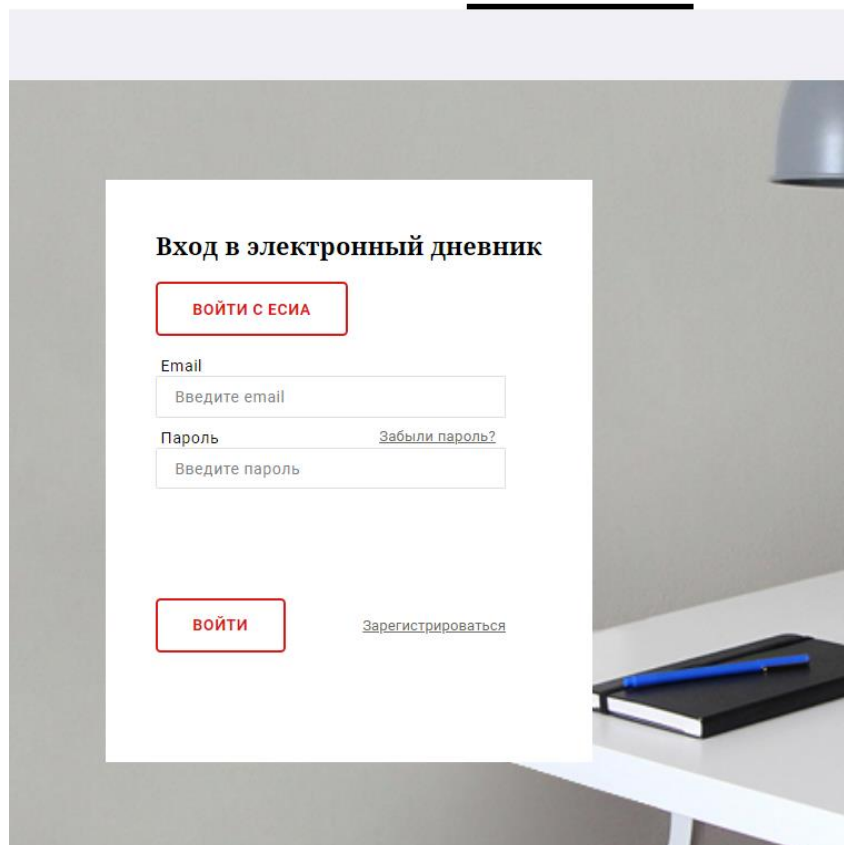 Вход в электронный дневник
ВОЙТИ С ЕСИА
Email
Введите email
Пароль Забыли пароль?
Введите пароль
ВОЙТИ Зарегистрироваться